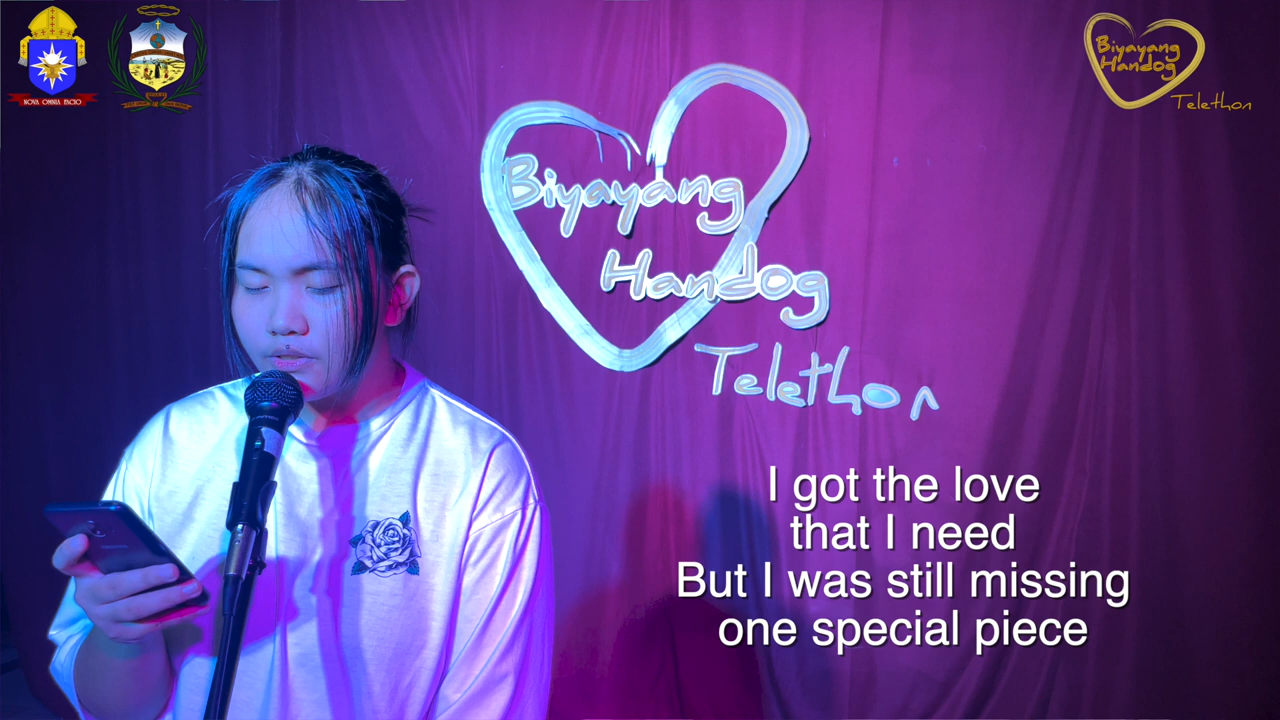 NOVA OMNIA FACIO
Biyayang
Handog
Telethon
Biyayang
Handog
Telethon
I got the love
that I need
But I was still missing
one special piece